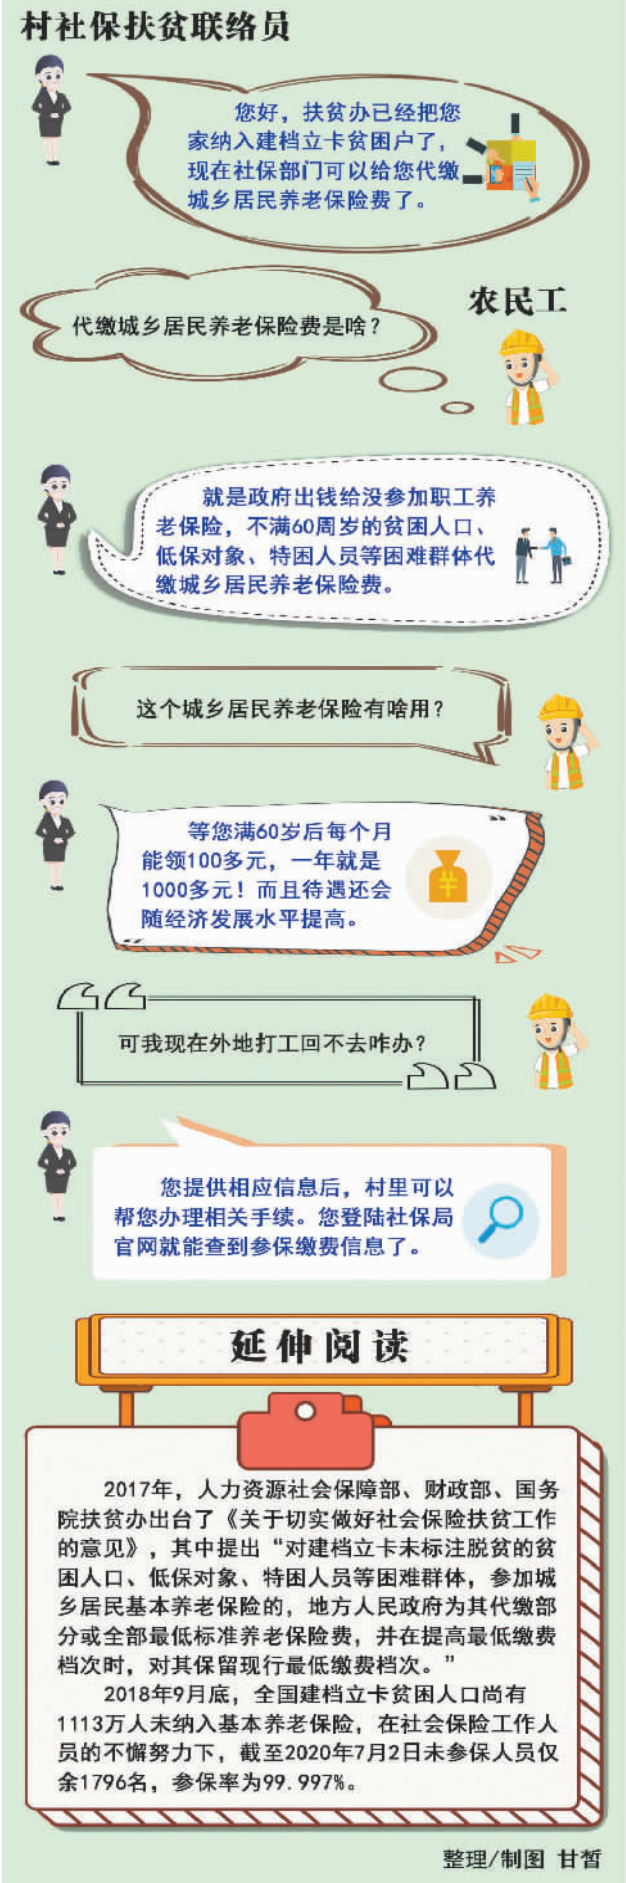 村社保扶贫联络员
您好，扶贫办已经把您
家纳入建档立卡贫困户了，
现在社保部门可以给您代缴
城乡居民养老保险费了。
农民工
代缴城乡居民养老保险费是啥？
就是政府出钱给没参加职工养
老保险，不满60周岁的贫困人口、
低保对象、特困人员等困难群体代
缴城乡居民养老保险费。
这个城乡居民养老保险有啥用？
等您满60岁后每个月
能领100多元，一年就是
1000多元！而且待遇还会
随经济发展水平提高。
可我现在外地打工回不去咋办？
您提供相应信息后，村里可以
帮您办理相关手续。您登陆社保局
官网就能查到参保缴费信息了。
延伸阅读
2017年，人力资源社会保障部、财政部、国务
院扶贫办出台了《关于切实做好社会保险扶贫工作
的意见》，其中提出“对建档立卡未标注脱贫的贫
困人口、低保对象、特困人员等困难群体，参加城
乡居民基本养老保险的，地方人民政府为其代缴部
分或全部最低标准养老保险费，并在提高最低缴费
档次时，对其保留现行最低缴费档次。”
2018年9月底，全国建档立卡贫困人口尚有
1113万人未纳入基本养老保险，在社会保险工作人
员的不懈努力下，截至2020年7月2日未参保人员仅
余1796名，参保率为99.997%。
整理/制图 甘皙